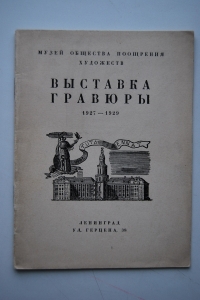 МУЗЕЙ ОБЩЕСТВА ПООЩРЕНИЯ
ХУДОЖЕСТВ
ВЫСТАВКА
ГРАВЮРЫ
1927—1929
ЛЕНИНГРАД
УЛ. ГЕРЦЕНА, 38